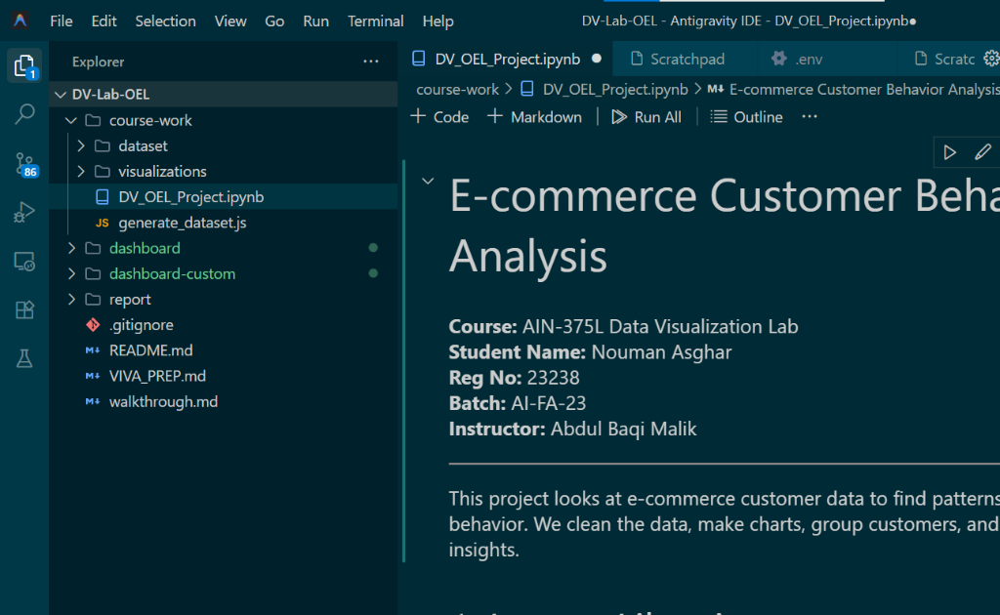 File Edit Selection View Go Run Terminal Help DV-Lab-OEL - Antigravity IDE - DV_OEL_Project.ipynb●
Explorer ···
1
86
DV-Lab-OEL
course-work
dataset
visualizations
DV_OEL_Project.ipynb
JS generate_dataset.js
dashboard
dashboard-custom
report
.gitignore
M↓ README.md
M↓ VIVA_PREP.md
M↓ walkthrough.md
DV_OEL_Project.ipynb ● Scratchpad .env Scratc
course-work > DV_OEL_Project.ipynb > M↓ E-commerce Customer Behavior Analysis
+ Code + Markdown Run All Outline ···
E-commerce Customer Beha
Analysis
Course: AIN-375L Data Visualization Lab
Student Name: Nouman Asghar
Reg No: 23238
Batch: AI-FA-23
Instructor: Abdul Baqi Malik
This project looks at e-commerce customer data to find patterns
behavior. We clean the data, make charts, group customers, and
insights.